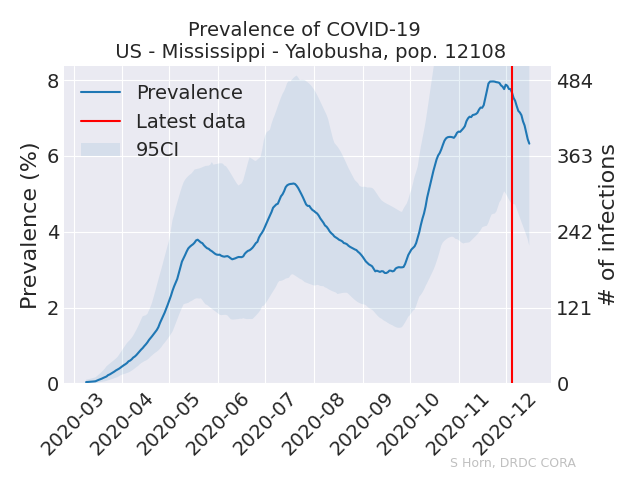 Prevalence of COVID-19
US - Mississippi - Yalobusha, pop. 12108
Prevalence
Latest data
95CI
Prevalence (%)
8
6
4
2
0
# of infections
484
363
242
121
0
2020-03
2020-04
2020-05
2020-06
2020-07
2020-08
2020-09
2020-10
2020-11
2020-12
S Horn, DRDC CORA